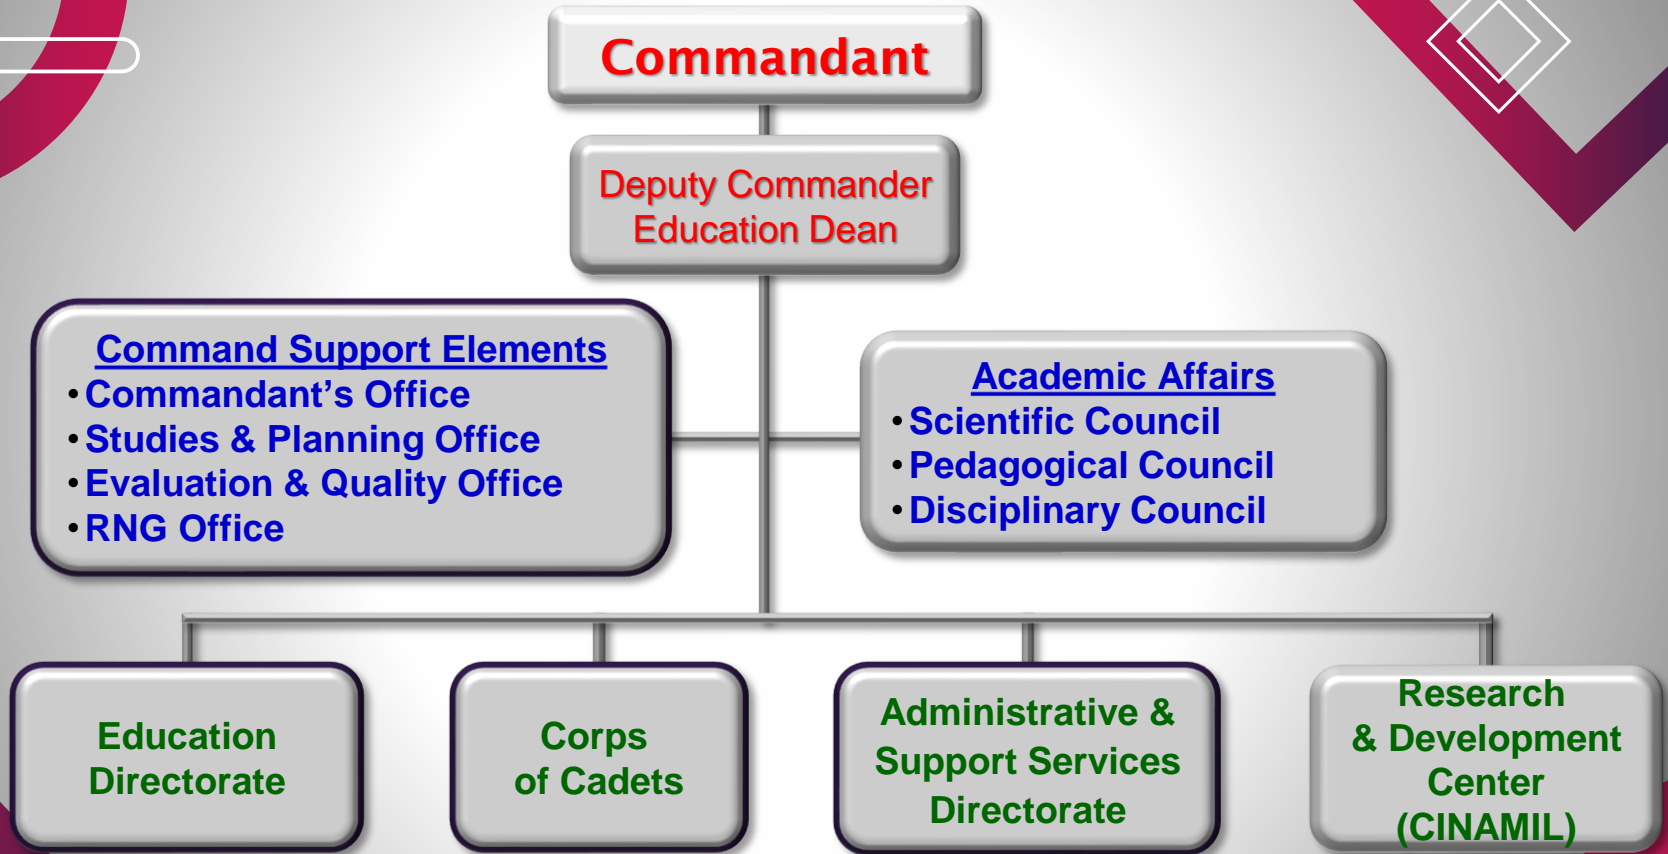 Commandant
Deputy Commander
Education Dean
Command Support Elements
•Commandant’s Office
•Studies & Planning Office
•Evaluation & Quality Office
•RNG Office
Academic Affairs
•Scientific Council
•Pedagogical Council
•Disciplinary Council
Education
Directorate
Corps
of Cadets
Administrative &
Support Services
Directorate
Research
& Development
Center
(CINAMIL)